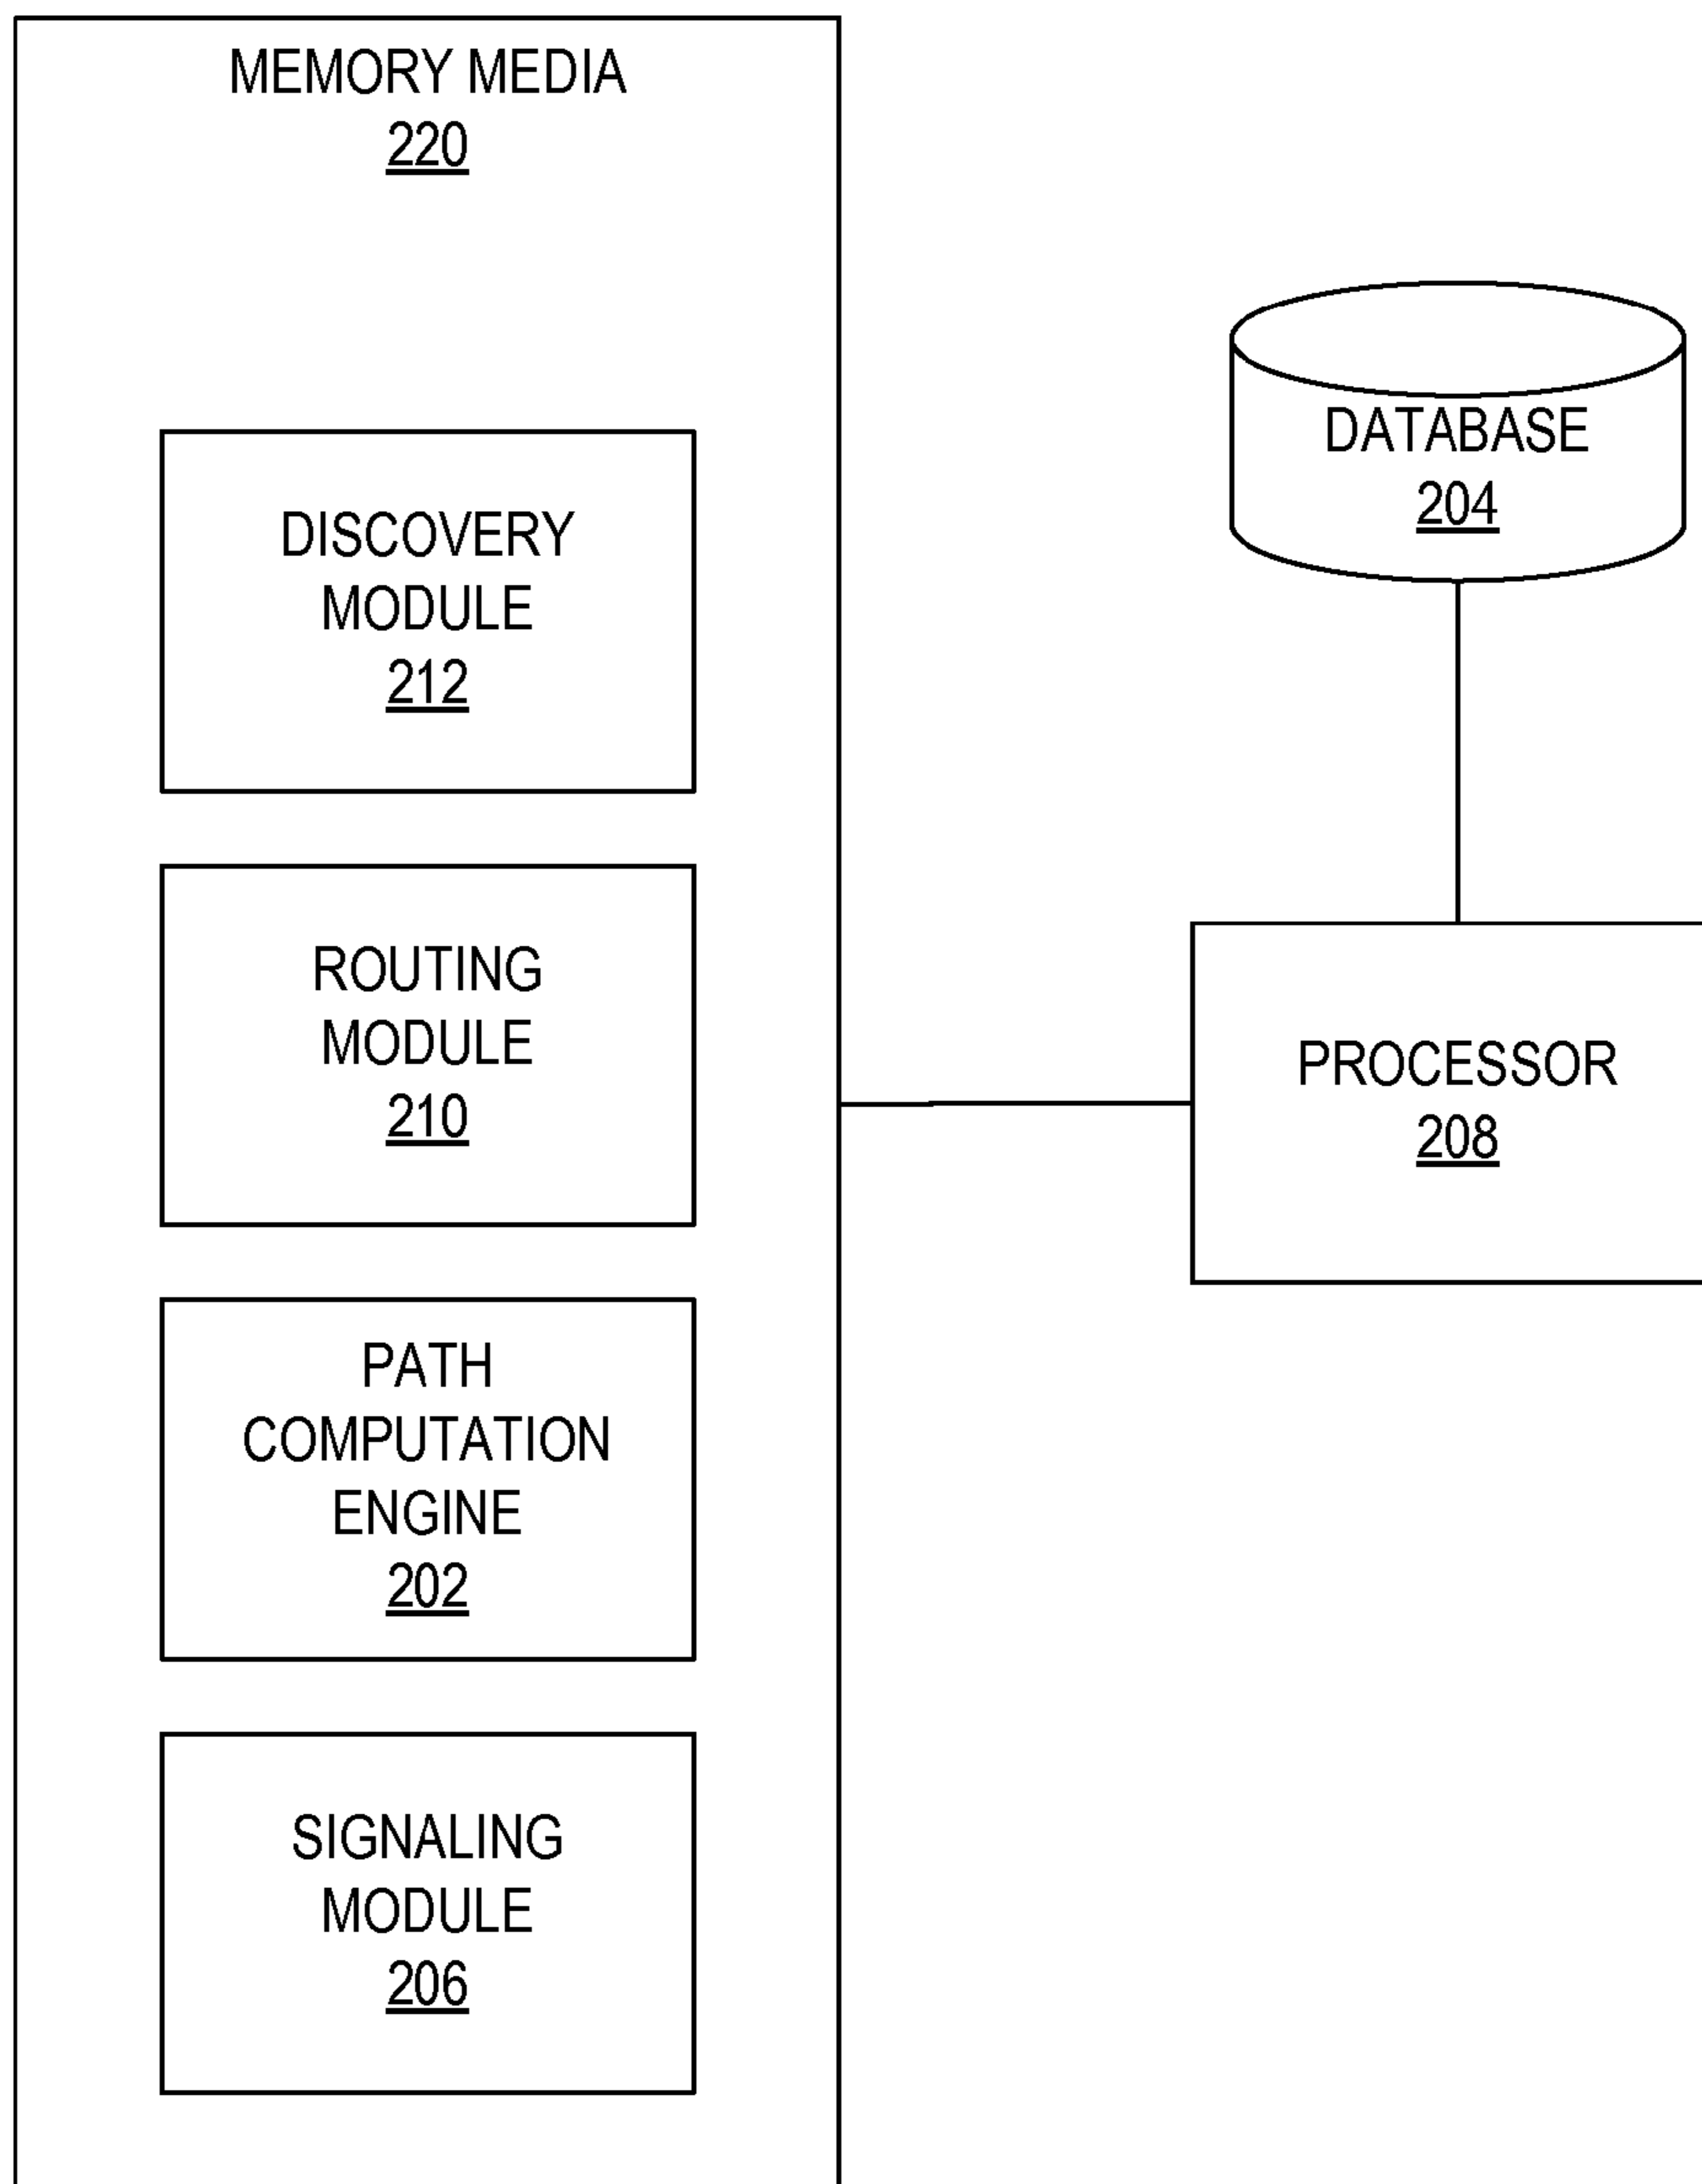 MEMORY MEDIA
220
DISCOVERY
MODULE
212
ROUTING
MODULE
210
PATH
COMPUTATION
ENGINE
202
SIGNALING
MODULE
206
DATABASE
204
PROCESSOR
208